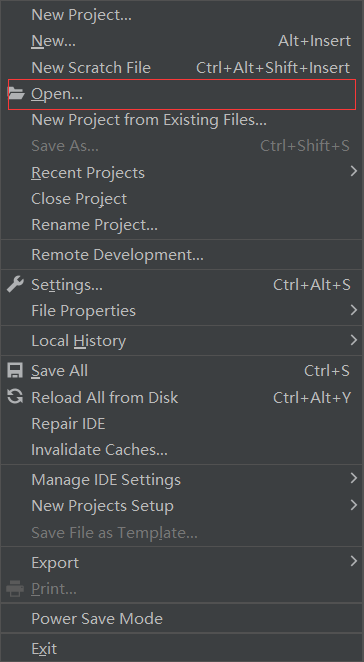 New Project...
New... Alt+Insert
New Scratch File Ctrl+Alt+Shift+Insert
Open...
New Project from Existing Files...
Save As... Ctrl+Shift+S
Recent Projects
Close Project
Rename Project...
Remote Development...
Settings... Ctrl+Alt+S
File Properties
Local History
Save All Ctrl+S
Reload All from Disk Ctrl+Alt+Y
Repair IDE
Invalidate Caches...
Manage IDE Settings
New Projects Setup
Save File as Template...
Export
Print...
Power Save Mode
Exit